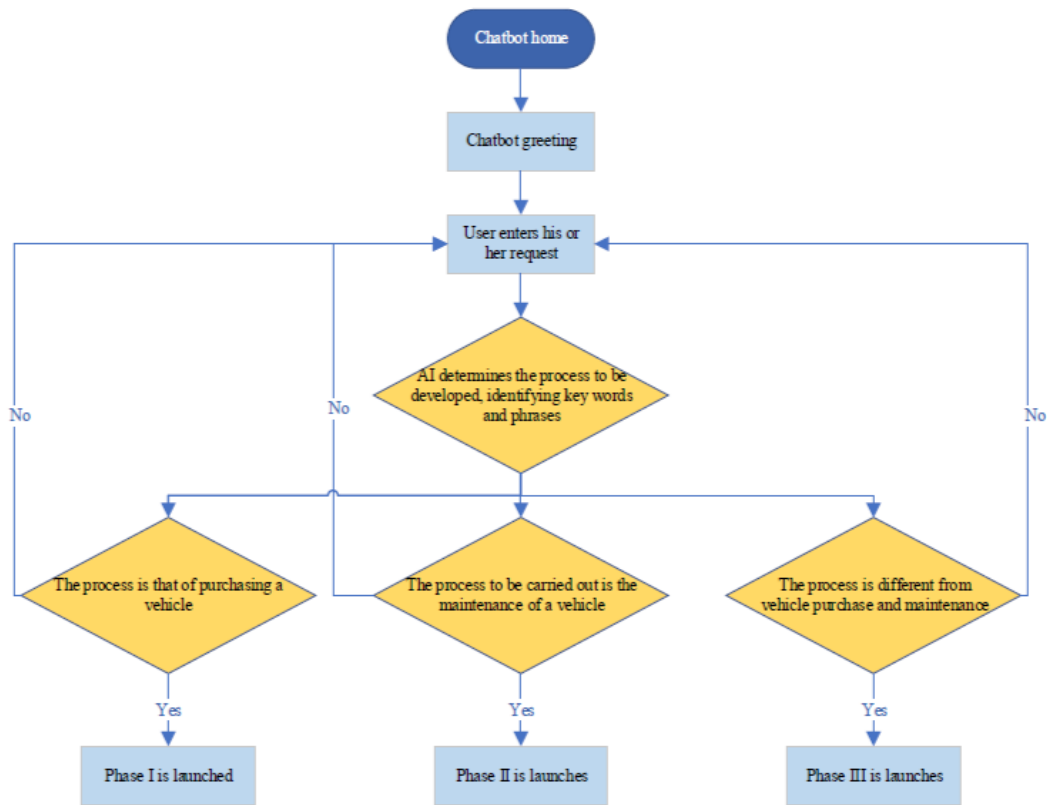 Chatbot home
Chatbot greeting
User enters his or
her request
AI determines the process to be
developed, identifying key words
and phrases
No
No
No
The process is that of purchasing a
vehicle
The process to be carried out is the
maintenance of a vehicle
The process is different from
vehicle purchase and maintenance
Yes
Yes
Yes
Phase I is launched
Phase II is launches
Phase III is launches